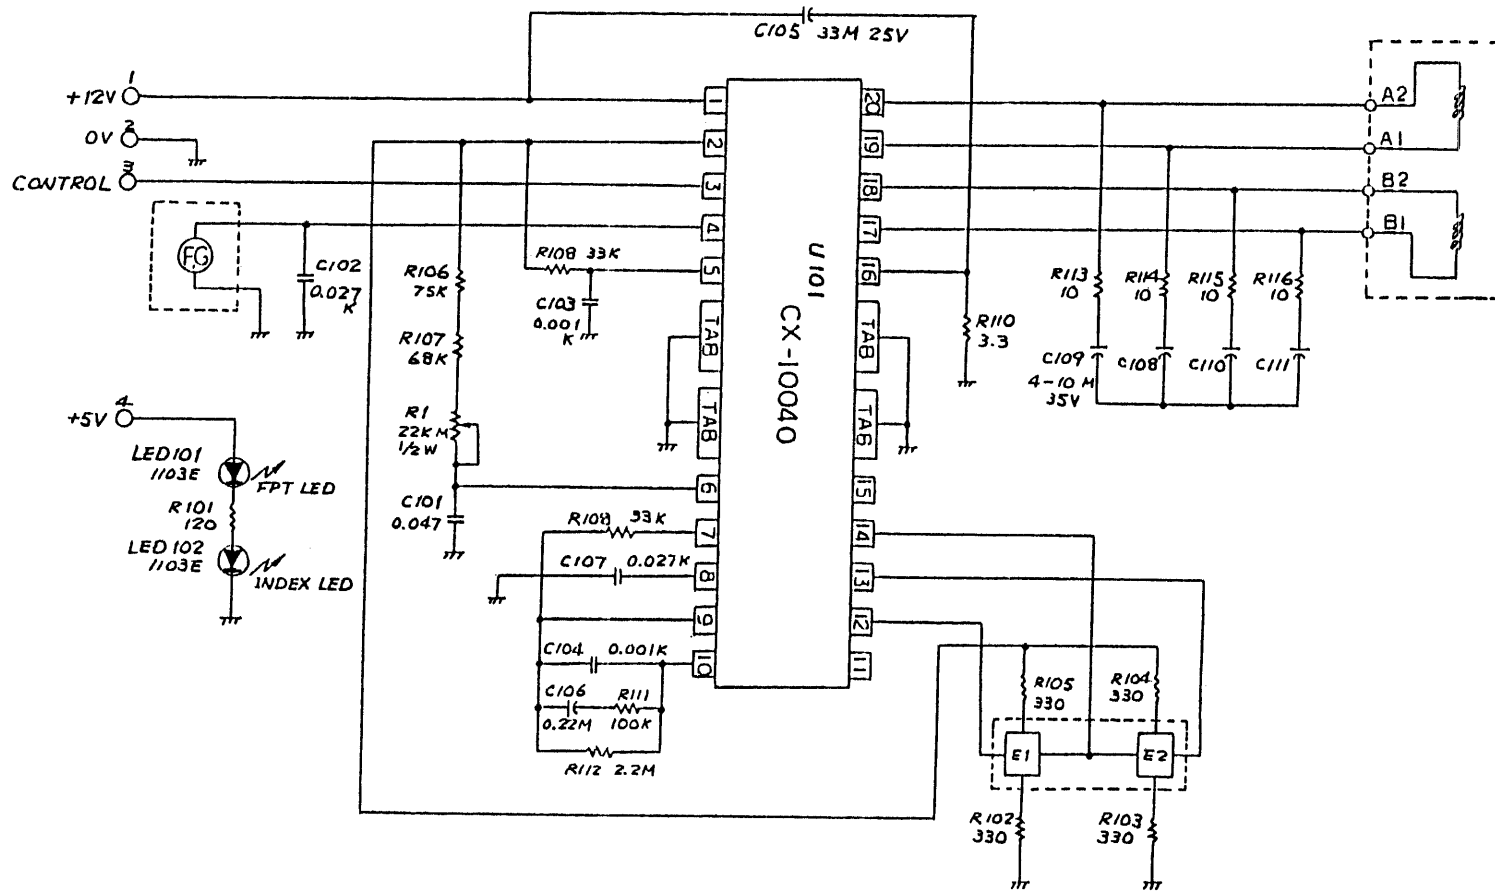 C105 33M 25V
1
+12V
2
0V
3
CONTROL
F.G
C102
0.027
K
R106
75K
R107
68K
R1
22K M
1/2 W
C101
0.047
R108 33K
C103
0.001
K
1
2
3
4
5
TAB
TAB
6
7
8
9
10
U101
CX-10040
20
19
18
17
16
TAB
TAB
15
14
13
12
11
A2
A1
B2
B1
R113
10
R114
10
R115
10
R116
10
R110
3.3
C109
C108
C110
C111
4-10 M
35V
4
+5V
LED101
1103E
FPT LED
R101
120
LED102
1103E
INDEX LED
R108 33K
C107 0.027K
C104 0.001K
C106
0.22M
R111
100K
R112 2.2M
R105
330
R104
330
E1
E2
R102
330
R103
330